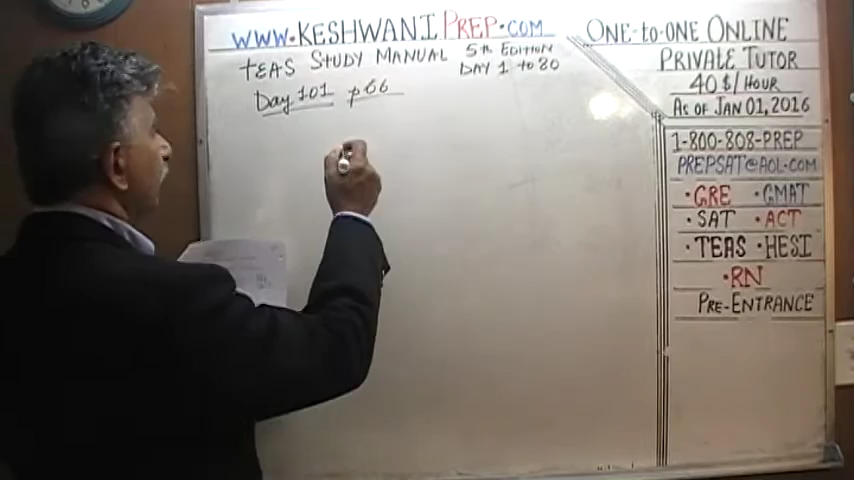 WWW.KESHWANIPREP.COM
TEAS STUDY MANUAL 5th EDITION
DAY 1 to 80
Day 101 p66
ONE-to-ONE ONLINE
PRIVATE TUTOR
40 $/HOUR
AS OF JAN 01, 2016
1-800-808-PREP
PREPSAT@AOL.COM
• GRE • GMAT
• SAT • ACT
• TEAS • HESI
• RN
PRE-ENTRANCE